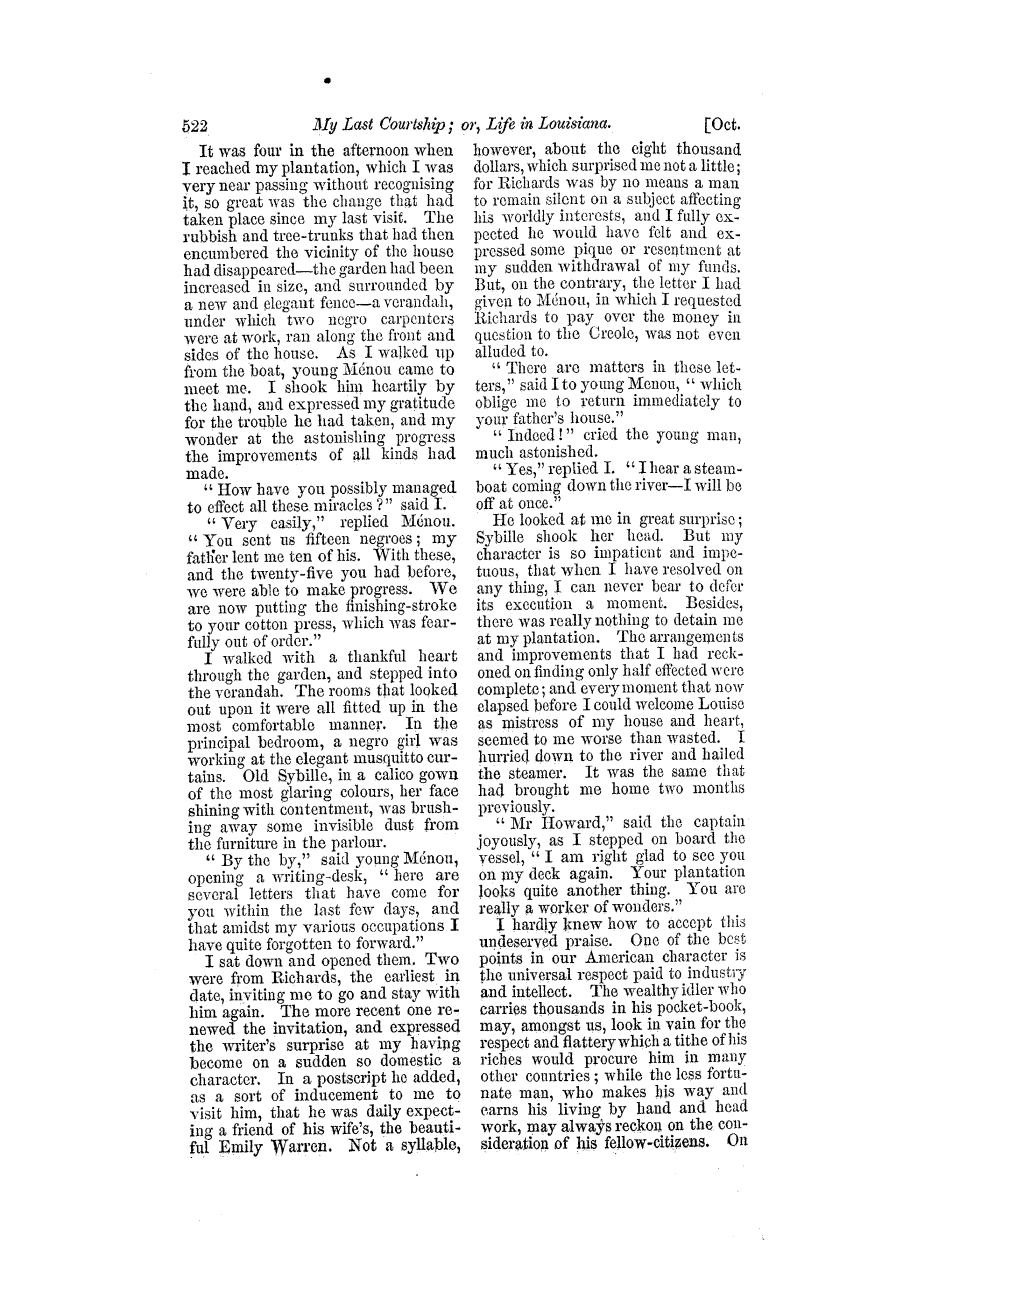 522 My Last Courtship; or, Life in Louisiana. [Oct.
It was four in the afternoon when
I reached my plantation, which I was
very near passing without recognising
it, so great was the change that had
taken place since my last visit. The
rubbish and tree-trunks that had then
encumbered the vicinity of the house
had disappeared—the garden had been
increased in size, and surrounded by
a new and elegant fence—a verandah,
under which two negro carpenters
were at work, ran along the front and
sides of the house. As I walked up
from the boat, young Ménou came to
meet me. I shook him heartily by
the hand, and expressed my gratitude
for the trouble he had taken, and my
wonder at the astonishing progress
the improvements of all kinds had
made.
“ How have you possibly managed
to effect all these miracles ?” said I.
“ Very easily,” replied Ménou.
“ You sent us fifteen negroes ; my
father lent me ten of his. With these,
and the twenty-five you had before,
we were able to make progress. We
are now putting the finishing-stroke
to your cotton press, which was fear-
fully out of order.”
I walked with a thankful heart
through the garden, and stepped into
the verandah. The rooms that looked
out upon it were all fitted up in the
most comfortable manner. In the
principal bedroom, a negro girl was
working at the elegant musquitto cur-
tains. Old Sybille, in a calico gown
of the most glaring colours, her face
shining with contentment, was brush-
ing away some invisible dust from
the furniture in the parlour.
“ By the by,” said young Ménou,
opening a writing-desk, “ here are
several letters that have come for
you within the last few days, and
that amidst my various occupations I
have quite forgotten to forward.”
I sat down and opened them. Two
were from Richards, the earliest in
date, inviting me to go and stay with
him again. The more recent one re-
newed the invitation, and expressed
the writer's surprise at my having
become on a sudden so domestic a
character. In a postscript he added,
as a sort of inducement to me to
visit him, that he was daily expect-
ing a friend of his wife's, the beauti-
ful Emily Warren. Not a syllable,
however, about the eight thousand
dollars, which surprised me not a little;
for Richards was by no means a man
to remain silent on a subject affecting
his worldly interests, and I fully ex-
pected he would have felt and ex-
pressed some pique or resentment at
my sudden withdrawal of my funds.
But, on the contrary, the letter I had
given to Ménou, in which I requested
Richards to pay over the money in
question to the Creole, was not even
alluded to.
“ There are matters in these let-
ters,” said I to young Menou, “ which
oblige me to return immediately to
your father's house.”
“ Indeed !” cried the young man,
much astonished.
“ Yes,” replied I. “ I hear a steam-
boat coming down the river—I will be
off at once.”
He looked at me in great surprise;
Sybille shook her head. But my
character is so impatient and impe-
tuous, that when I have resolved on
any thing, I can never bear to defer
its execution a moment. Besides,
there was really nothing to detain me
at my plantation. The arrangements
and improvements that I had reck-
oned on finding only half effected were
complete; and every moment that now
elapsed before I could welcome Louise
as mistress of my house and heart,
seemed to me worse than wasted. I
hurried down to the river and hailed
the steamer. It was the same that
had brought me home two months
previously.
“ Mr Howard,” said the captain
joyously, as I stepped on board the
vessel, “ I am right glad to see you
on my deck again. Your plantation
looks quite another thing. You are
really a worker of wonders.”
I hardly knew how to accept this
undeserved praise. One of the best
points in our American character is
the universal respect paid to industry
and intellect. The wealthy idler who
carries thousands in his pocket-book,
may, amongst us, look in vain for the
respect and flattery which a tithe of his
riches would procure him in many
other countries ; while the less fortu-
nate man, who makes his way and
earns his living by hand and head
work, may always reckon on the con-
sideration of his fellow-citizens. On